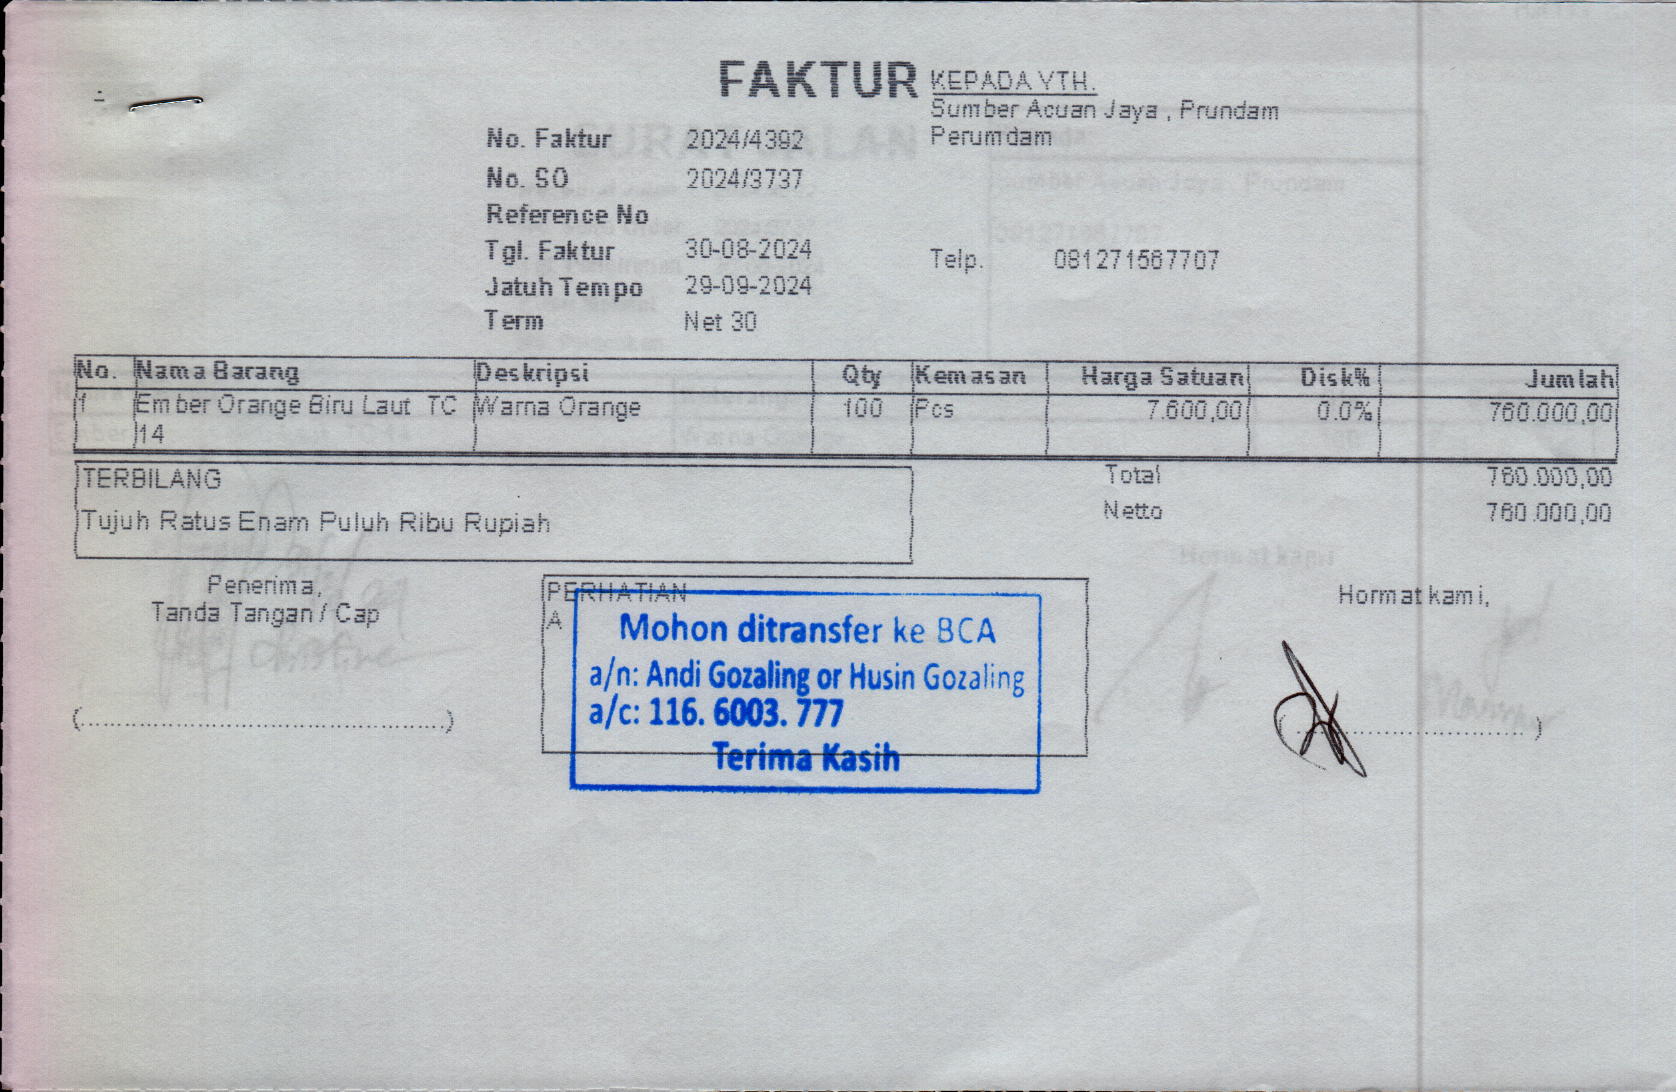 FAKTUR
KEPADA YTH.
Sumber Acuan Jaya , Prundam
Perumdam
No. Faktur 2024/4392
No. SO 2024/3737
Reference No
Tgl. Faktur 30-08-2024
Telp. 081271567707
Jatuh Tempo 29-09-2024
Term Net 30
No. Nama Barang Deskripsi Qty Kemasan Harga Satuan Disk% Jumlah
1 Ember Orange Biru Laut TC Warna Orange 100 Pcs 7.600,00 0.0% 760.000,00
14
TERBILANG
Total 760.000,00
Tujuh Ratus Enam Puluh Ribu Rupiah
Netto 760.000,00
Penerima,
Tanda Tangan / Cap
PERHATIAN
A
Mohon ditransfer ke BCA
a/n: Andi Gozaling or Husin Gozaling
a/c: 116. 6003. 777
Terima Kasih
Hormat kami,